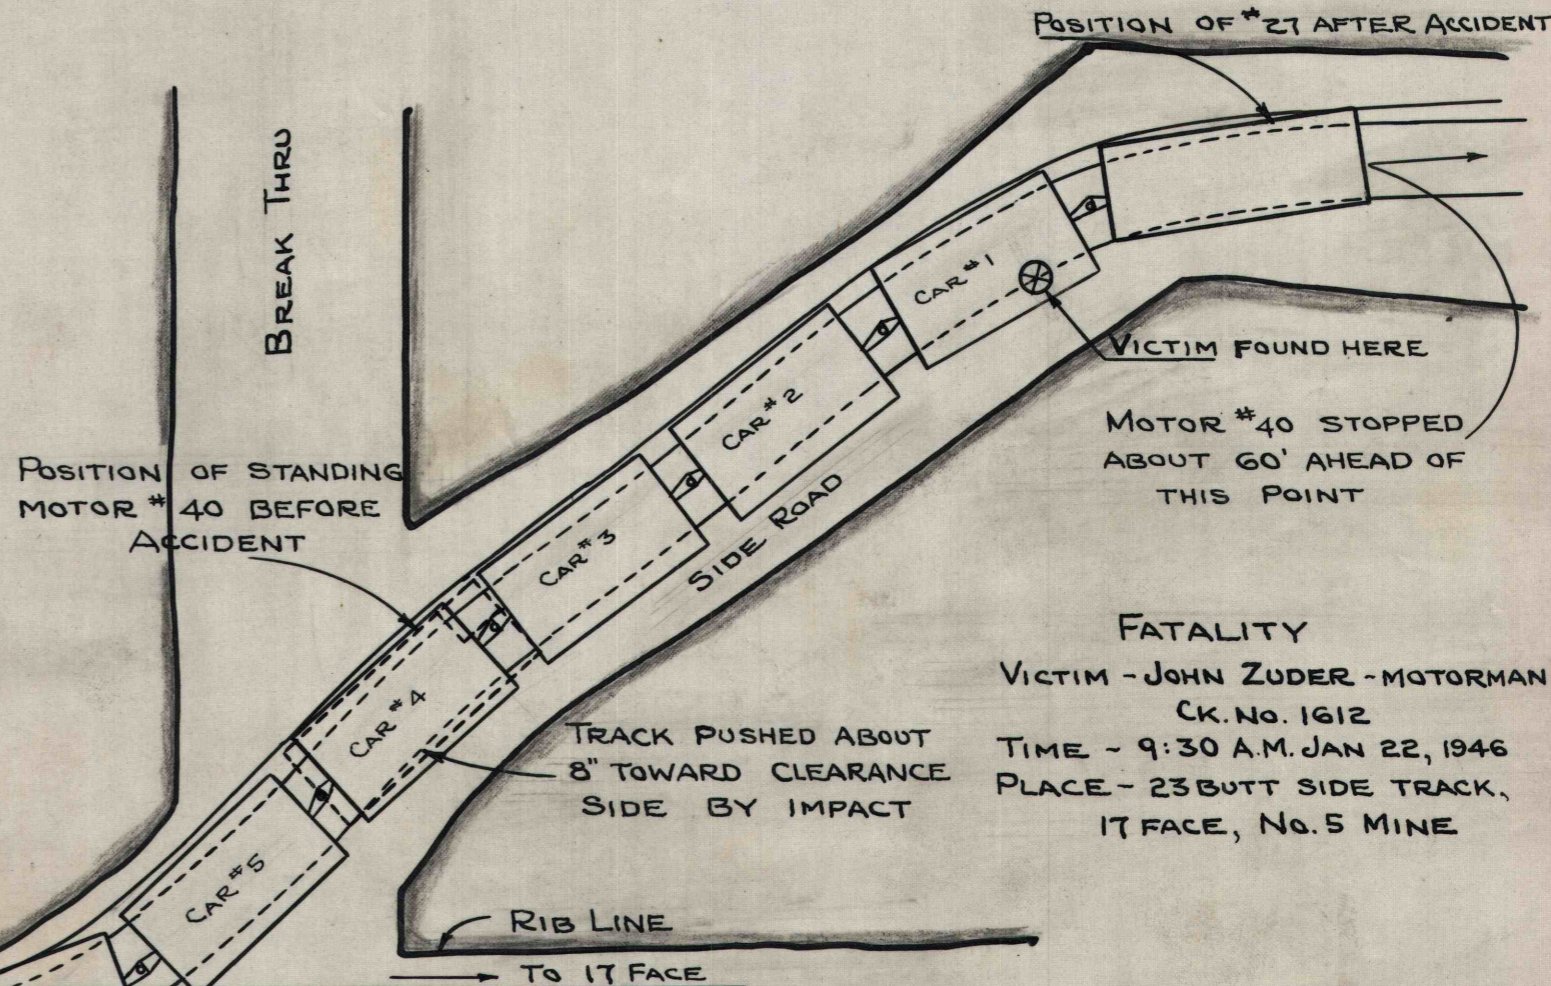 POSITION OF #27 AFTER ACCIDENT
BREAK THRU
CAR #1
VICTIM FOUND HERE
CAR #2
MOTOR #40 STOPPED
ABOUT 60' AHEAD OF
THIS POINT
POSITION OF STANDING
MOTOR #40 BEFORE
ACCIDENT
CAR #3
SIDE ROAD
FATALITY
VICTIM - JOHN ZUDER - MOTORMAN
CK. NO. 1612
TIME - 9:30 A.M. JAN 22, 1946
PLACE - 23 BUTT SIDE TRACK,
17 FACE, NO. 5 MINE
CAR #4
TRACK PUSHED ABOUT
8" TOWARD CLEARANCE
SIDE BY IMPACT
CAR #5
RIB LINE
TO 17 FACE